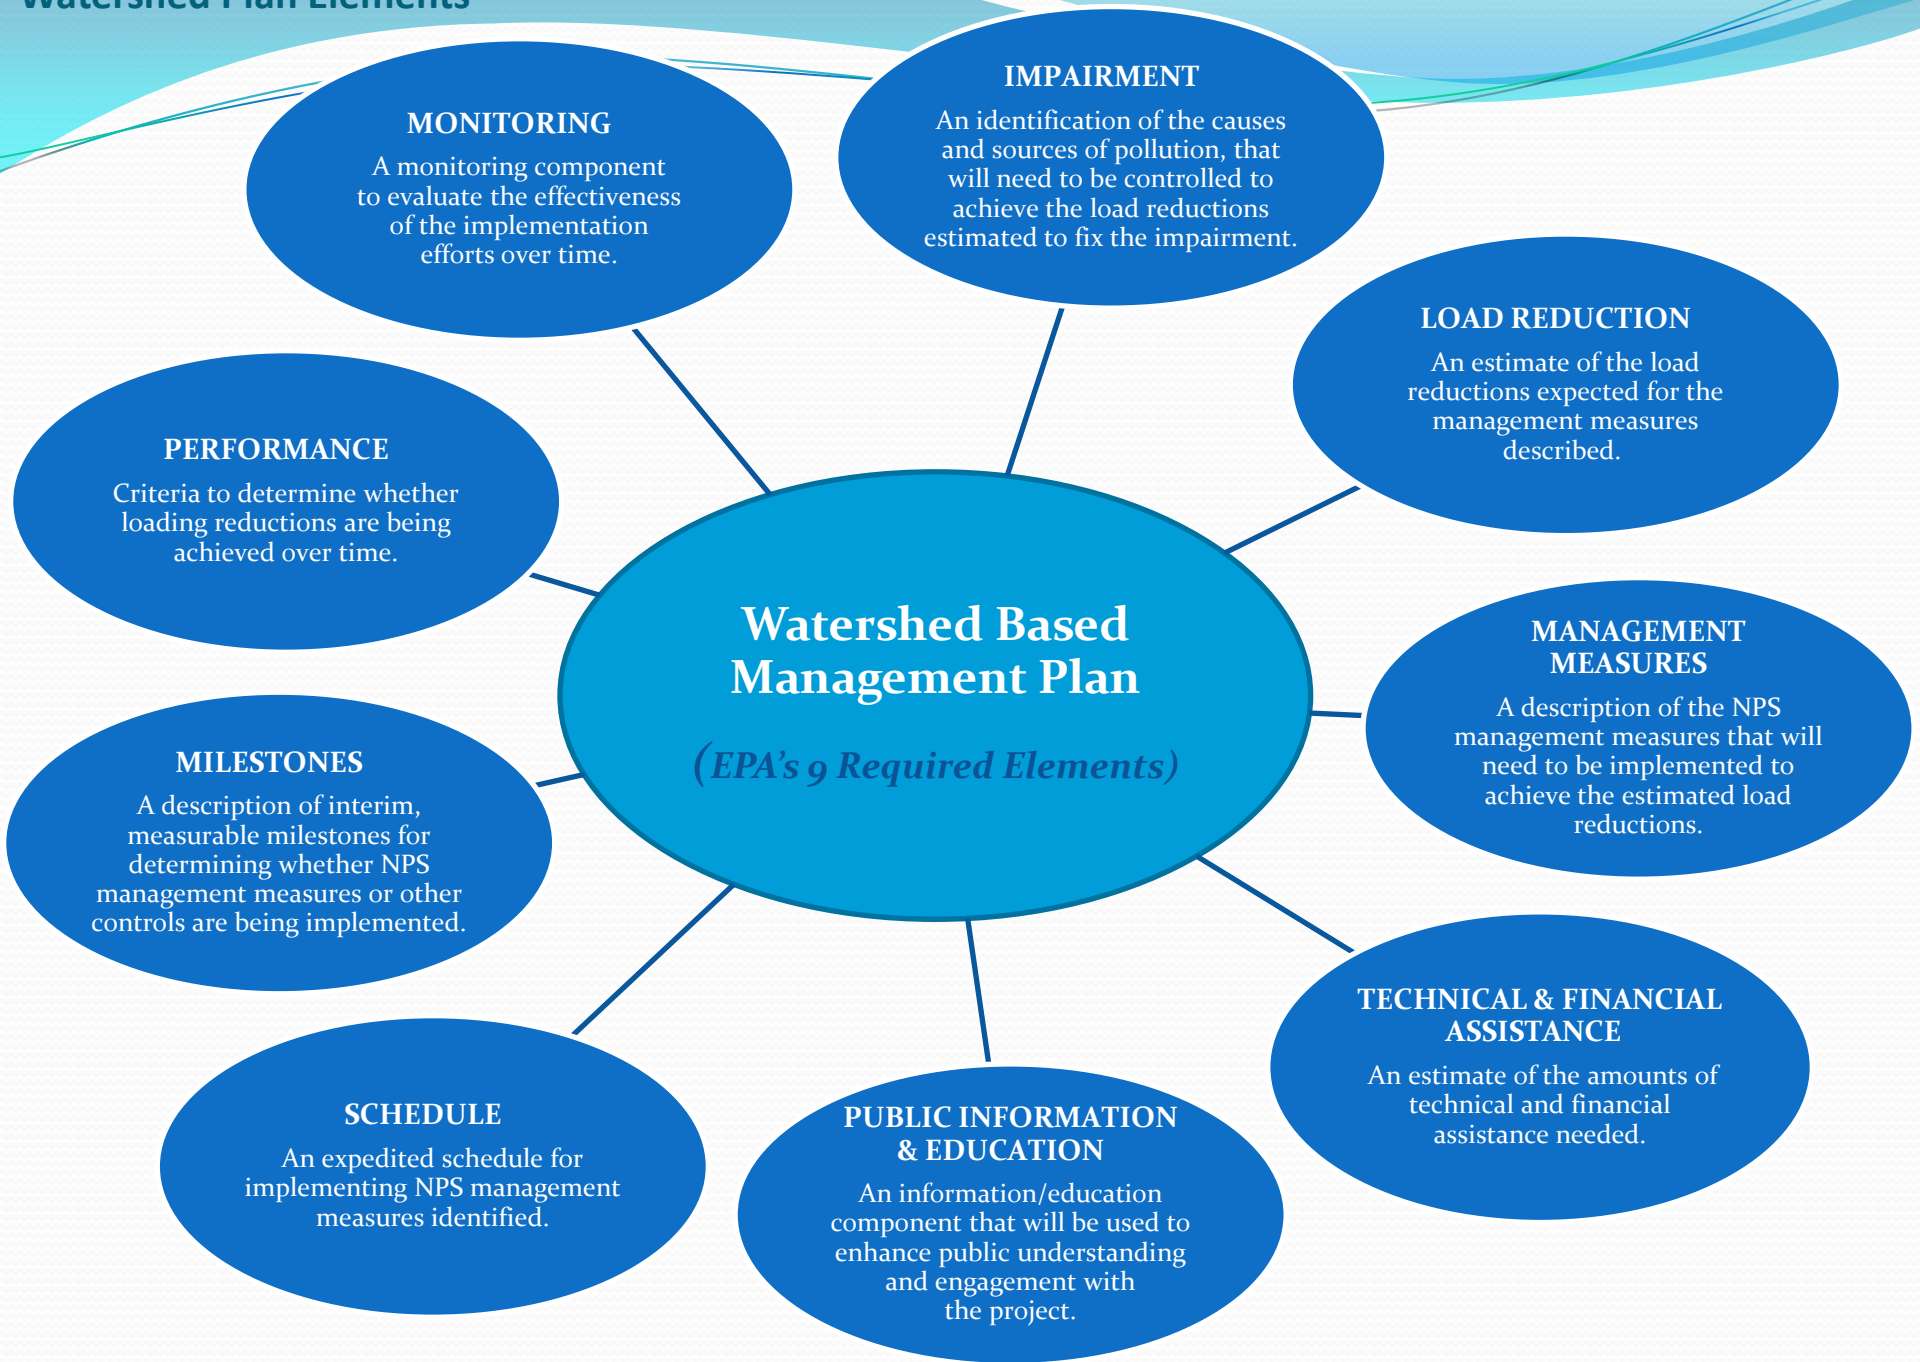 Watershed Plan Elements
IMPAIRMENT
An identification of the causes
and sources of pollution, that
will need to be controlled to
achieve the load reductions
estimated to fix the impairment.
LOAD REDUCTION
An estimate of the load
reductions expected for the
management measures
described.
MANAGEMENT
MEASURES
A description of the NPS
management measures that will
need to be implemented to
achieve the estimated load
reductions.
TECHNICAL & FINANCIAL
ASSISTANCE
An estimate of the amounts of
technical and financial
assistance needed.
PUBLIC INFORMATION
& EDUCATION
An information/education
component that will be used to
enhance public understanding
and engagement with
the project.
SCHEDULE
An expedited schedule for
implementing NPS management
measures identified.
MILESTONES
A description of interim,
measurable milestones for
determining whether NPS
management measures or other
controls are being implemented.
PERFORMANCE
Criteria to determine whether
loading reductions are being
achieved over time.
MONITORING
A monitoring component
to evaluate the effectiveness
of the implementation
efforts over time.
Watershed Based
Management Plan
(EPA's 9 Required Elements)